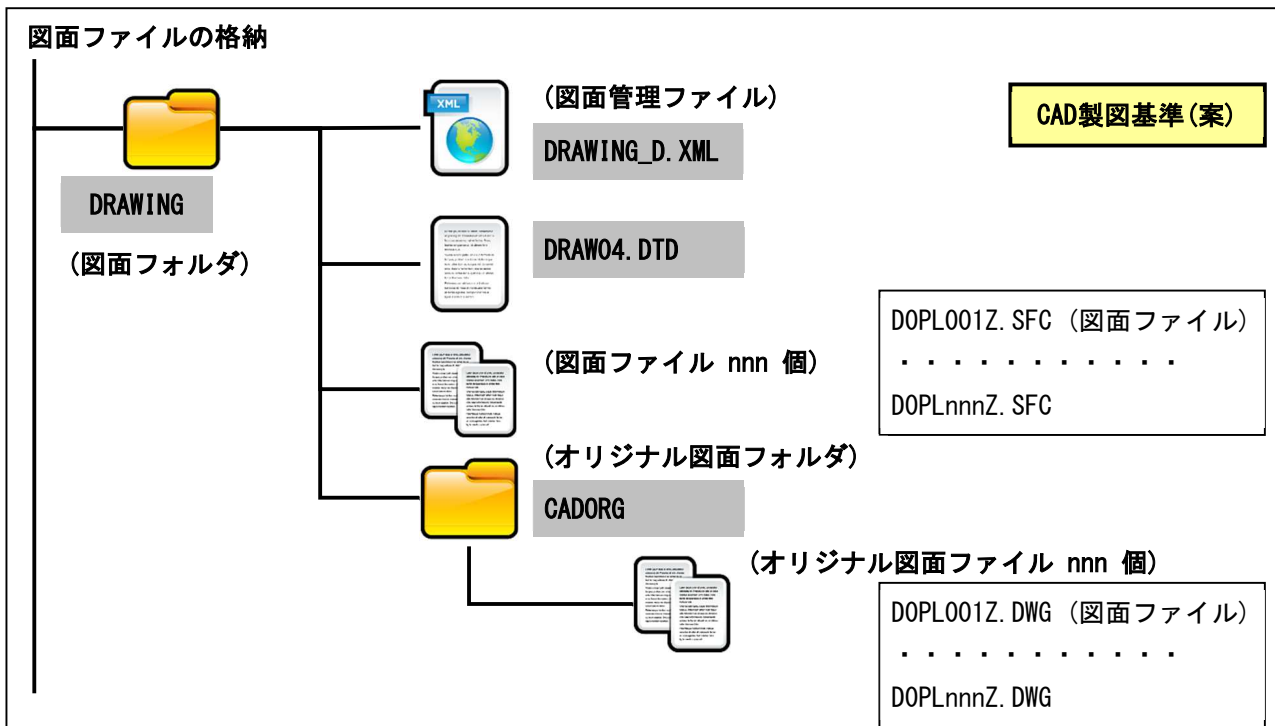 図面ファイルの格納
XML
(図面管理ファイル)
CAD製図基準(案)
DRAWING_D.XML
DRAWING
(図面フォルダ)
DRAW04.DTD
(図面ファイル nnn 個)
D0PL001Z.SFC (図面ファイル)
・・・・・・・・・・・
D0PLnnnZ.SFC
(オリジナル図面フォルダ)
CADORG
(オリジナル図面ファイル nnn 個)
D0PL001Z.DWG (図面ファイル)
・・・・・・・・・・・
D0PLnnnZ.DWG